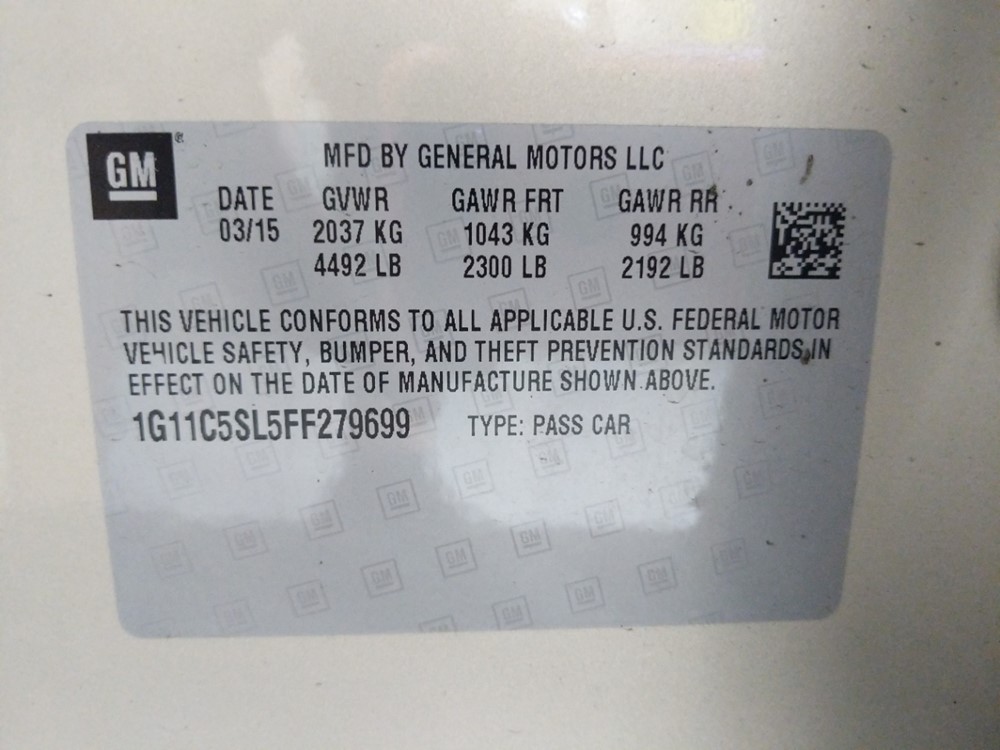 GM ®
MFD BY GENERAL MOTORS LLC
DATE GVWR GAWR FRT GAWR RR
03/15 2037 KG 1043 KG 994 KG
4492 LB 2300 LB 2192 LB
THIS VEHICLE CONFORMS TO ALL APPLICABLE U.S. FEDERAL MOTOR
VEHICLE SAFETY, BUMPER, AND THEFT PREVENTION STANDARDS IN
EFFECT ON THE DATE OF MANUFACTURE SHOWN ABOVE.
1G11C5SL5FF279699 TYPE: PASS CAR